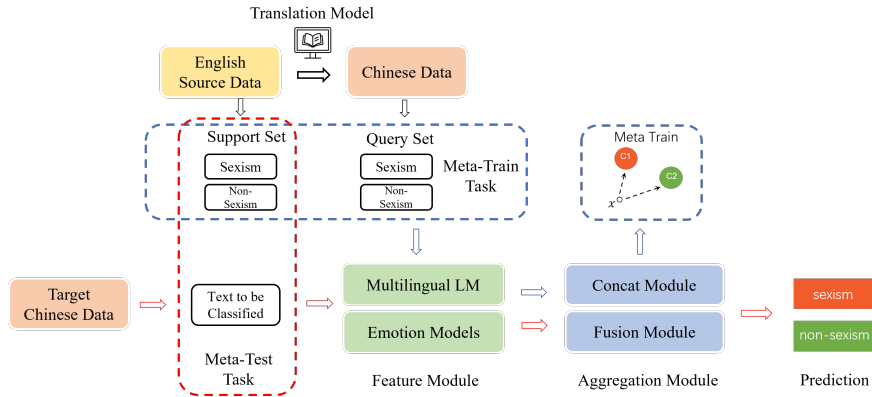 Translation Model
English
Source Data
Chinese Data
Support Set
Query Set
Meta Train
Sexism
Sexism
Meta-Train
Task
Non-
Sexism
Non-
Sexism
C1
C2
x
Target
Chinese Data
Text to be
Classified
Multilingual LM
Emotion Models
Concat Module
Fusion Module
sexism
non-sexism
Meta-Test
Task
Feature Module
Aggregation Module
Prediction